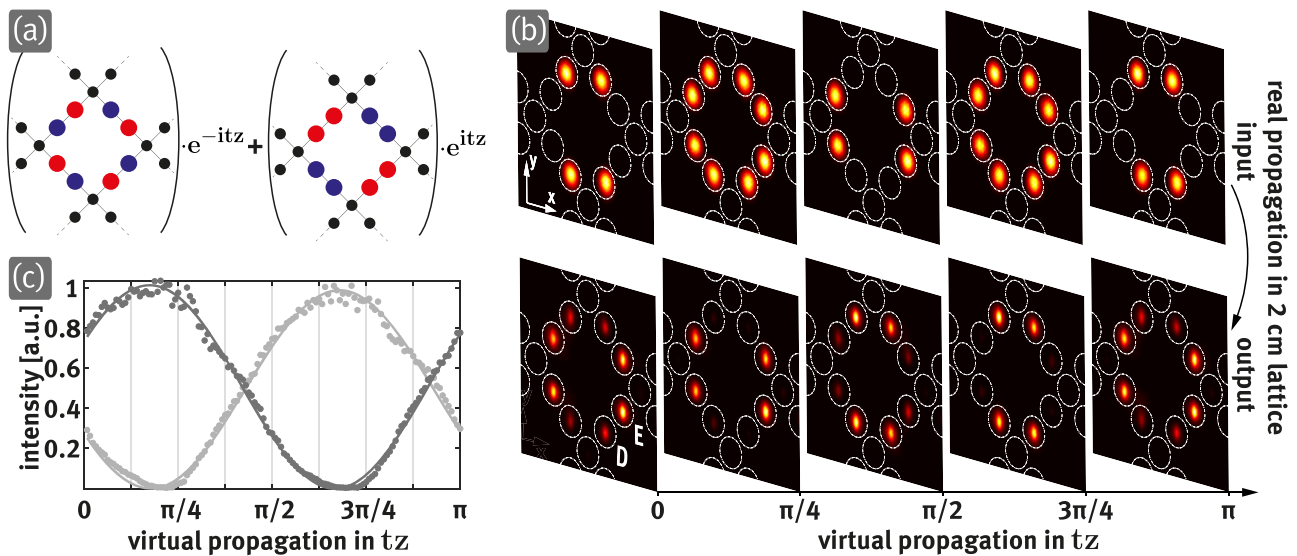 (a)
·e^{-itz} + ·e^{itz}
(b)
y
x
E
D
0 π/4 π/2 3π/4 π
virtual propagation in tz
real propagation in 2 cm lattice
input
output
(c)
intensity [a.u.]
1
0.8
0.6
0.4
0.2
0 π/4 π/2 3π/4 π
virtual propagation in tz